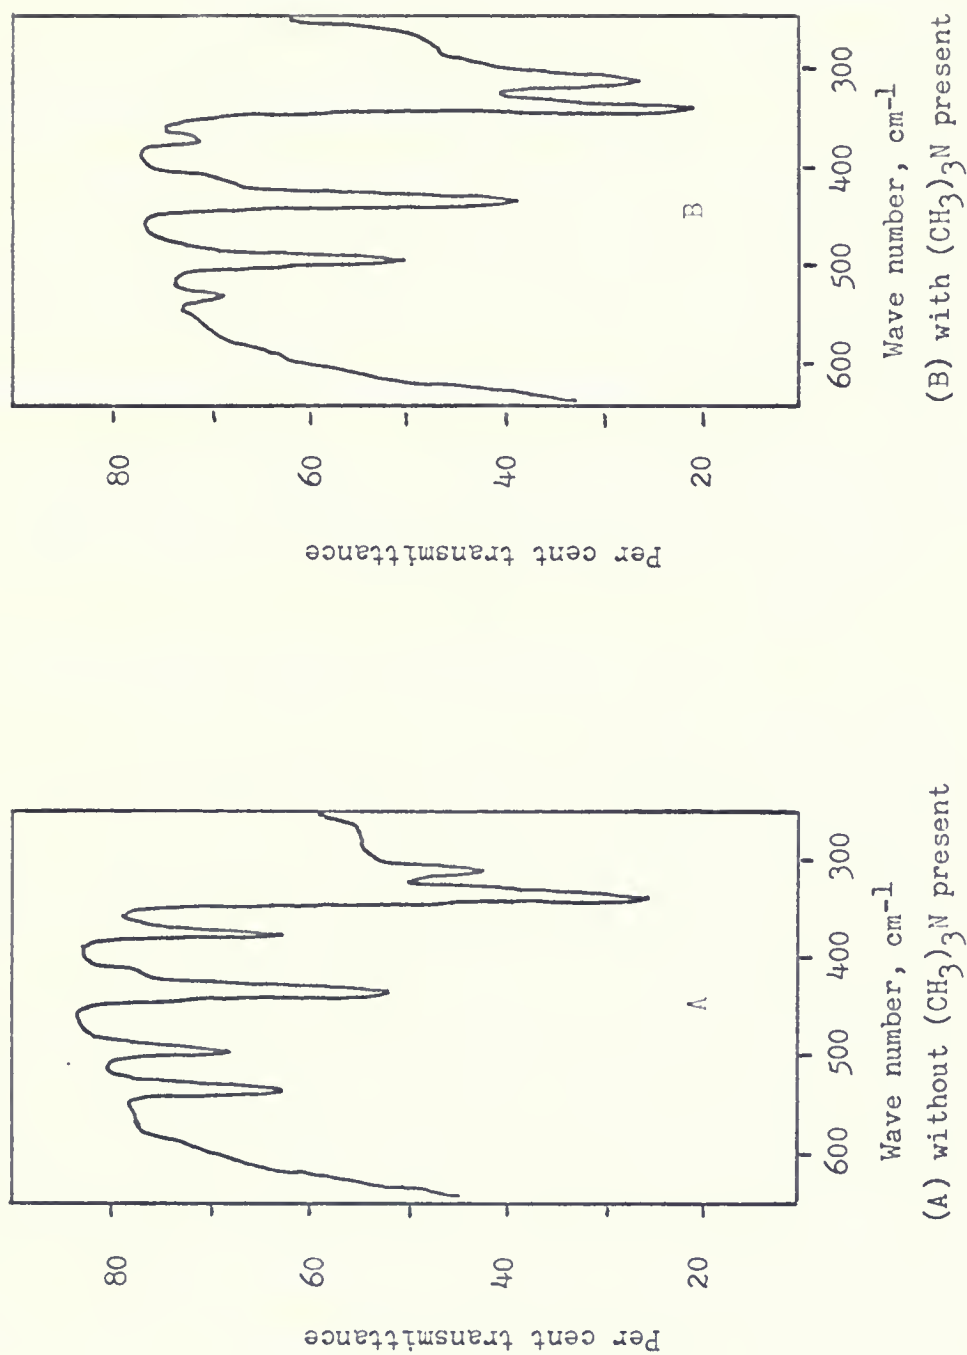 Per cent transmittance
80
60
40
20
A
600
500
400
300
Wave number, cm-1
(A) without (CH3)3N present
Per cent transmittance
80
60
40
20
B
600
500
400
300
Wave number, cm-1
(B) with (CH3)3N present